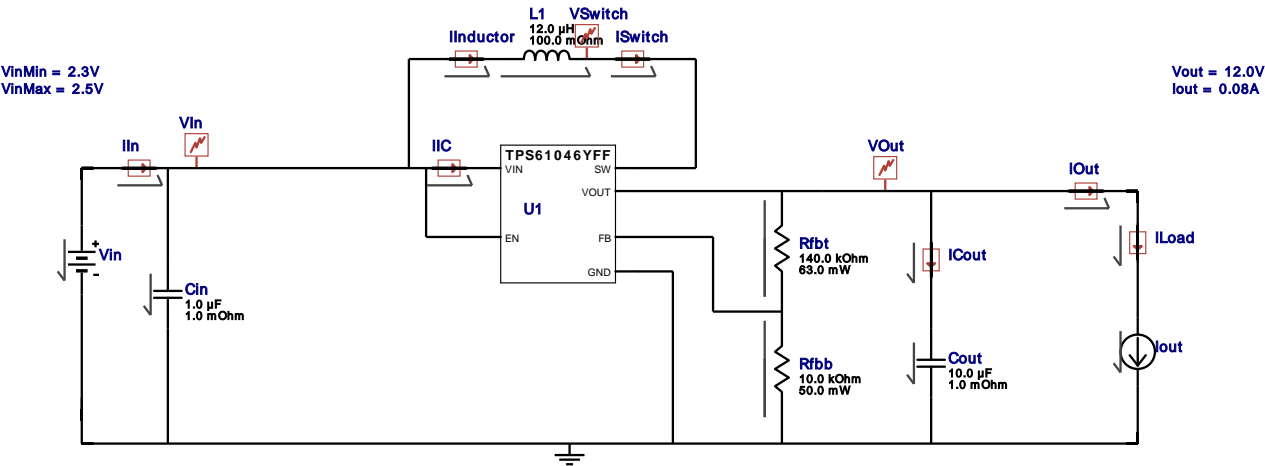 L1
VSwitch
12.0 µH
100.0 mOhm
IInductor
ISwitch
VinMin = 2.3V
VinMax = 2.5V
Vout = 12.0V
Iout = 0.08A
VIn
IIn
IIC
TPS61046YFF
VIN
SW
VOUT
U1
EN
FB
GND
VOut
IOut
Rfbt
140.0 kOhm
63.0 mW
ICout
ILoad
+
Vin
-
Cin
1.0 µF
1.0 mOhm
Rfbb
10.0 kOhm
50.0 mW
Cout
10.0 µF
1.0 mOhm
Iout